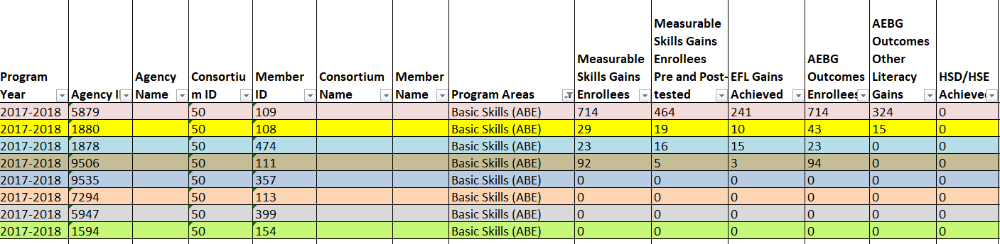 Program Year Agency I Agency Name Consortiu m ID Member ID Consortium Name Member Name Program Areas Measurable Skills Gains Enrollees Measurable Skills Gains Enrollees Pre and Post-tested EFL Gains Achieved AEBG Outcomes Enrollees AEBG Outcomes Other Literacy Gains HSD/HSE Achieve
2017-2018 5879 50 109 Basic Skills (ABE) 714 464 241 714 324 0
2017-2018 1880 50 108 Basic Skills (ABE) 29 19 10 43 15 0
2017-2018 1878 50 474 Basic Skills (ABE) 23 16 15 23 0 0
2017-2018 9506 50 111 Basic Skills (ABE) 92 5 3 94 0 0
2017-2018 9535 50 357 Basic Skills (ABE) 0 0 0 0 0 0
2017-2018 7294 50 113 Basic Skills (ABE) 0 0 0 0 0 0
2017-2018 5947 50 399 Basic Skills (ABE) 0 0 0 0 0 0
2017-2018 1594 50 154 Basic Skills (ABE) 0 0 0 0 0 0